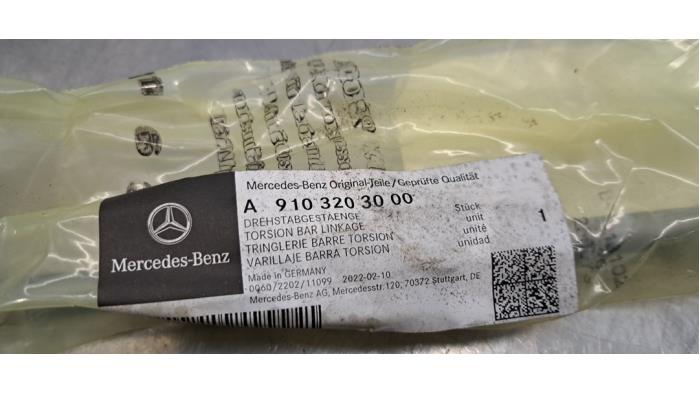 Mercedes-Benz Original-Teile/Geprüfte Qualität
A 910 320 30 00
DREHSTABGESTAENGE Stück
TORSION BAR LINKAGE unit 1
TRINGLERIE BARRE TORSION unité
VARILLAJE BARRA TORSION unidad
Mercedes-Benz
Made in GERMANY
0060/2202/11099 2022-02-10
Mercedes-Benz AG, Mercedesstr.120, 70372 Stuttgart, DE